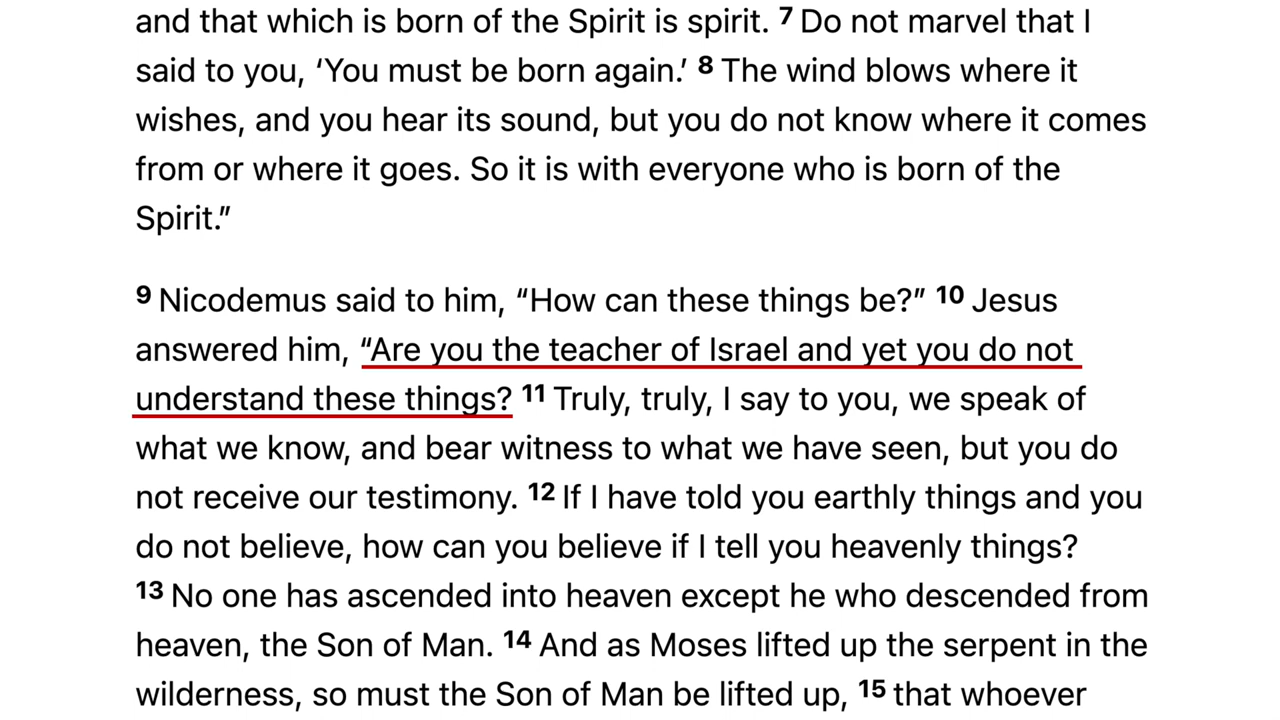 and that which is born of the Spirit is spirit. 7 Do not marvel that I
said to you, ‘You must be born again.’ 8 The wind blows where it
wishes, and you hear its sound, but you do not know where it comes
from or where it goes. So it is with everyone who is born of the
Spirit.”
9 Nicodemus said to him, “How can these things be?” 10 Jesus
answered him, “Are you the teacher of Israel and yet you do not
understand these things? 11 Truly, truly, I say to you, we speak of
what we know, and bear witness to what we have seen, but you do
not receive our testimony. 12 If I have told you earthly things and you
do not believe, how can you believe if I tell you heavenly things?
13 No one has ascended into heaven except he who descended from
heaven, the Son of Man. 14 And as Moses lifted up the serpent in the
wilderness, so must the Son of Man be lifted up, 15 that whoever